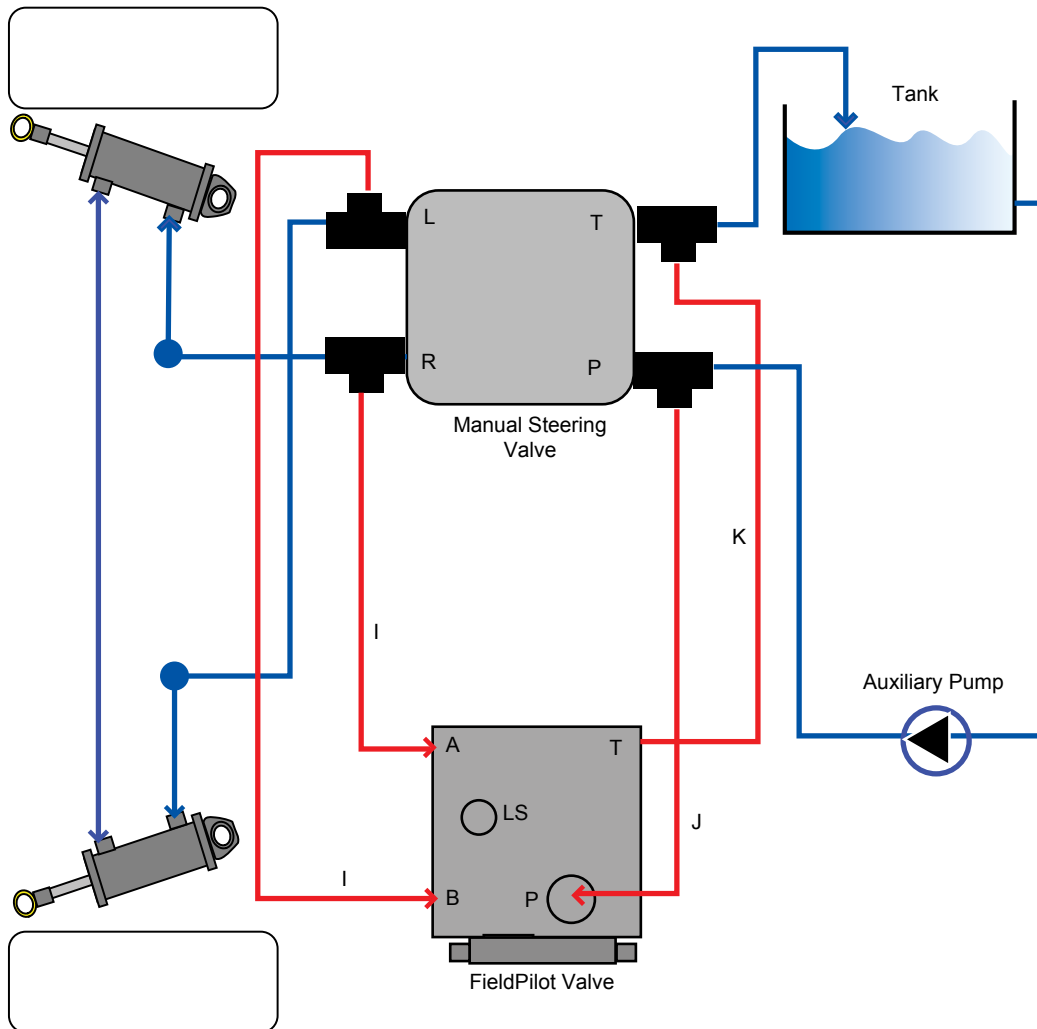 Tank
L
T
R
P
Manual Steering
Valve
K
I
Auxiliary Pump
A
T
LS
J
I
B
P
FieldPilot Valve